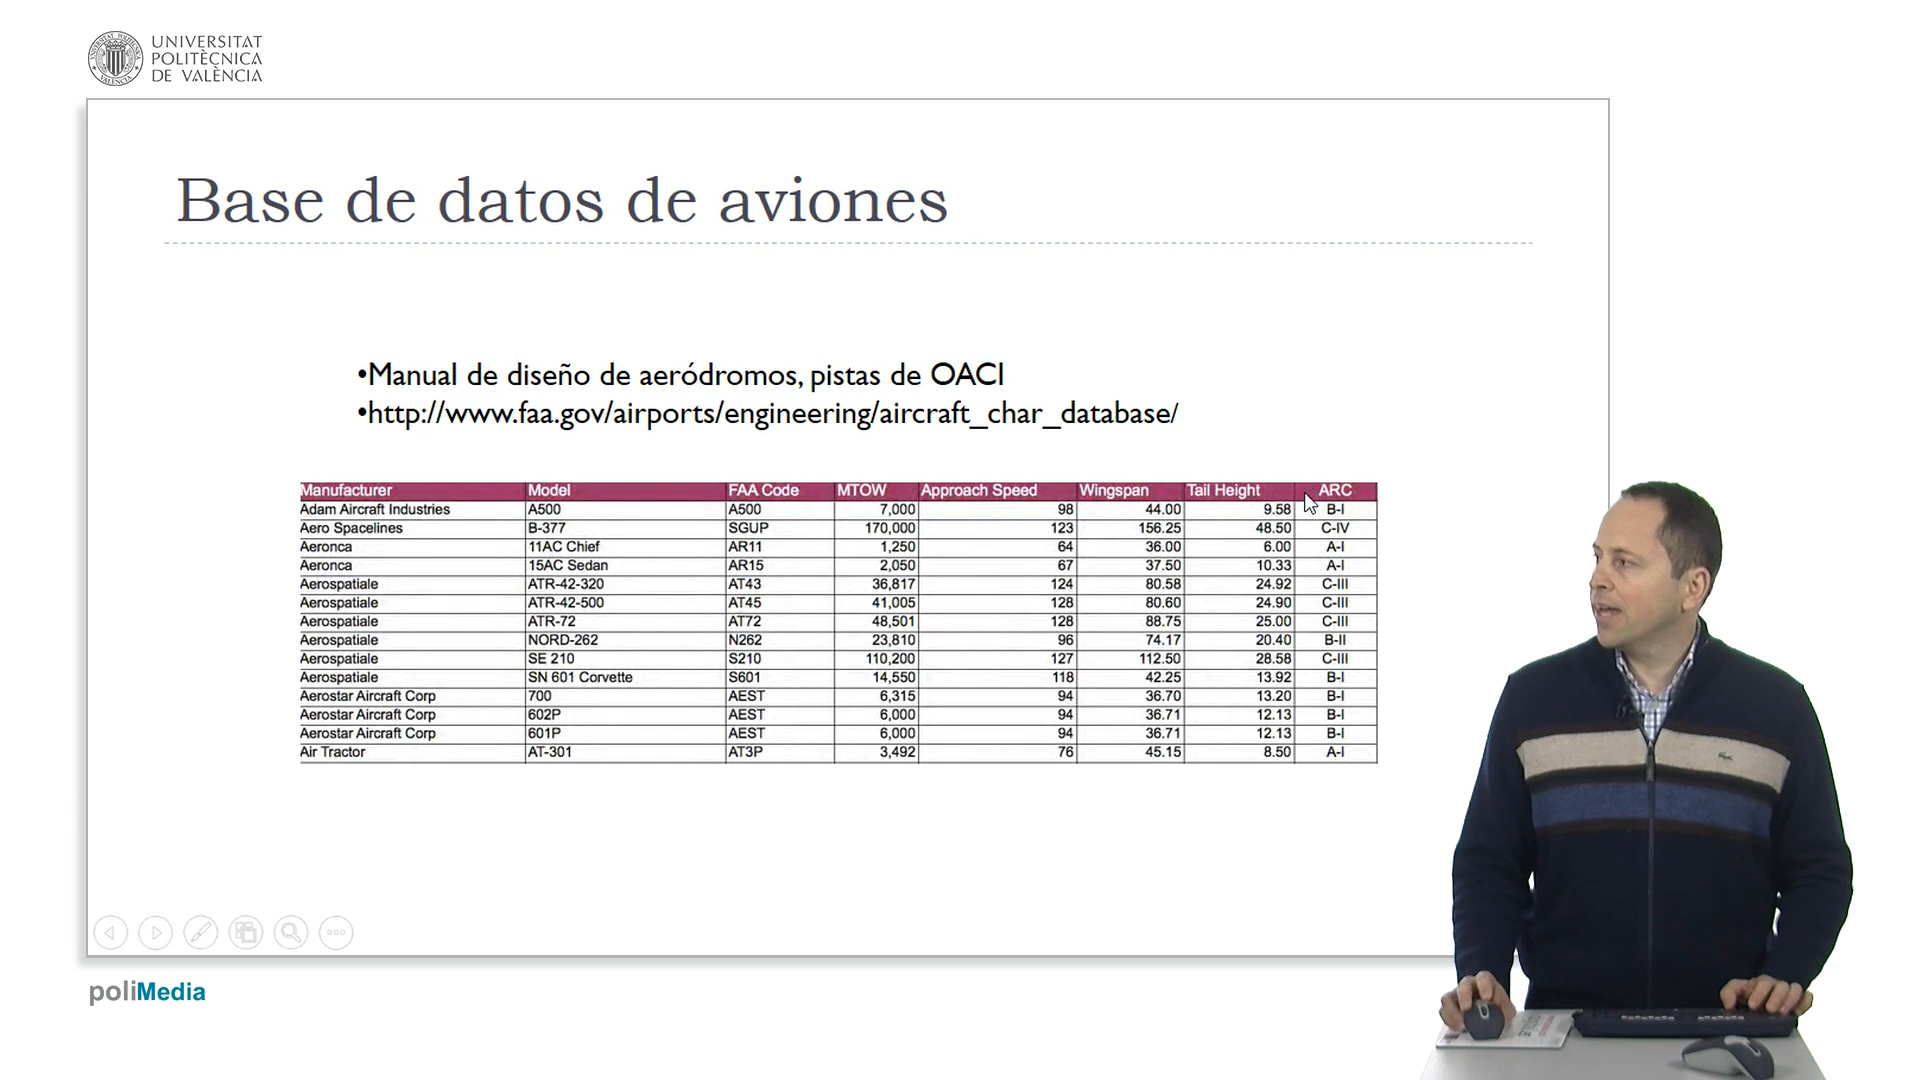 UNIVERSITAT
POLITÈCNICA
DE VALÈNCIA
Base de datos de aviones
•Manual de diseño de aeródromos, pistas de OACI
•http://www.faa.gov/airports/engineering/aircraft_char_database/
Manufacturer Model FAA Code MTOW Approach Speed Wingspan Tail Height ARC
Adam Aircraft Industries A500 A500 7,000 98 44.00 9.58 B-I
Aero Spacelines B-377 SGUP 170,000 123 156.25 48.50 C-IV
Aeronca 11AC Chief AR11 1,250 64 36.00 6.00 A-I
Aeronca 15AC Sedan AR15 2,050 67 37.50 10.33 A-I
Aerospatiale ATR-42-320 AT43 36,817 124 80.58 24.92 C-III
Aerospatiale ATR-42-500 AT45 41,005 128 80.60 24.90 C-III
Aerospatiale ATR-72 AT72 48,501 128 88.75 25.00 C-III
Aerospatiale NORD-262 N262 23,810 96 74.17 20.40 B-II
Aerospatiale SE 210 S210 110,200 127 112.50 28.58 C-III
Aerospatiale SN 601 Corvette S601 14,550 118 42.25 13.92 B-I
Aerostar Aircraft Corp 700 AEST 6,315 94 36.70 13.20 B-I
Aerostar Aircraft Corp 602P AEST 6,000 94 36.71 12.13 B-I
Aerostar Aircraft Corp 601P AEST 6,000 94 36.71 12.13 B-I
Air Tractor AT-301 AT3P 3,492 76 45.15 8.50 A-I
poliMedia